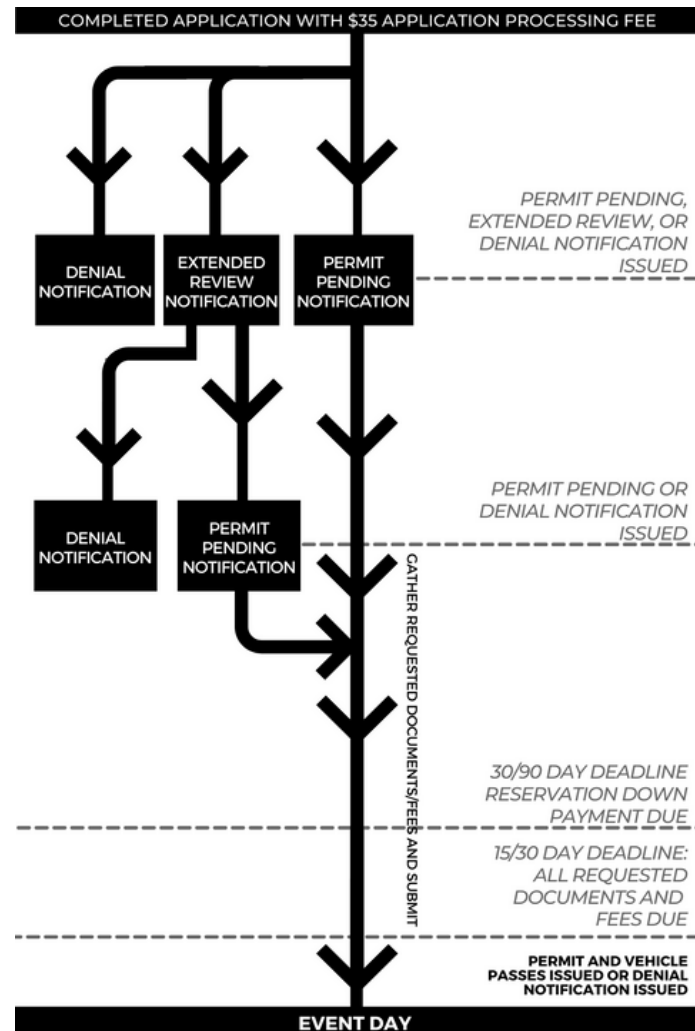 COMPLETED APPLICATION WITH $35 APPLICATION PROCESSING FEE
PERMIT PENDING,
EXTENDED REVIEW, OR
DENIAL NOTIFICATION
ISSUED
DENIAL
NOTIFICATION
EXTENDED
REVIEW
NOTIFICATION
PERMIT
PENDING
NOTIFICATION
PERMIT PENDING OR
DENIAL NOTIFICATION
ISSUED
DENIAL
NOTIFICATION
PERMIT
PENDING
NOTIFICATION
GATHER REQUESTED DOCUMENTS/FEES AND SUBMIT
30/90 DAY DEADLINE
RESERVATION DOWN
PAYMENT DUE
15/30 DAY DEADLINE:
ALL REQUESTED
DOCUMENTS AND
FEES DUE
PERMIT AND VEHICLE
PASSES ISSUED OR DENIAL
NOTIFICATION ISSUED
EVENT DAY